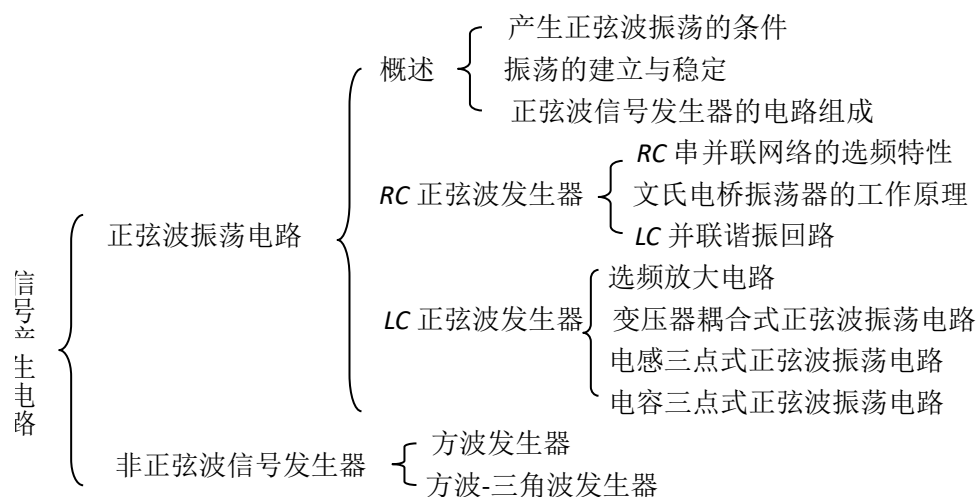 产生正弦波振荡的条件
概述
振荡的建立与稳定
正弦波信号发生器的电路组成
RC 串并联网络的选频特性
RC 正弦波发生器
文氏电桥振荡器的工作原理
LC 并联谐振回路
正弦波振荡电路
选频放大电路
LC 正弦波发生器
变压器耦合式正弦波振荡电路
电感三点式正弦波振荡电路
电容三点式正弦波振荡电路
信号产生电路
方波发生器
非正弦波信号发生器
方波-三角波发生器